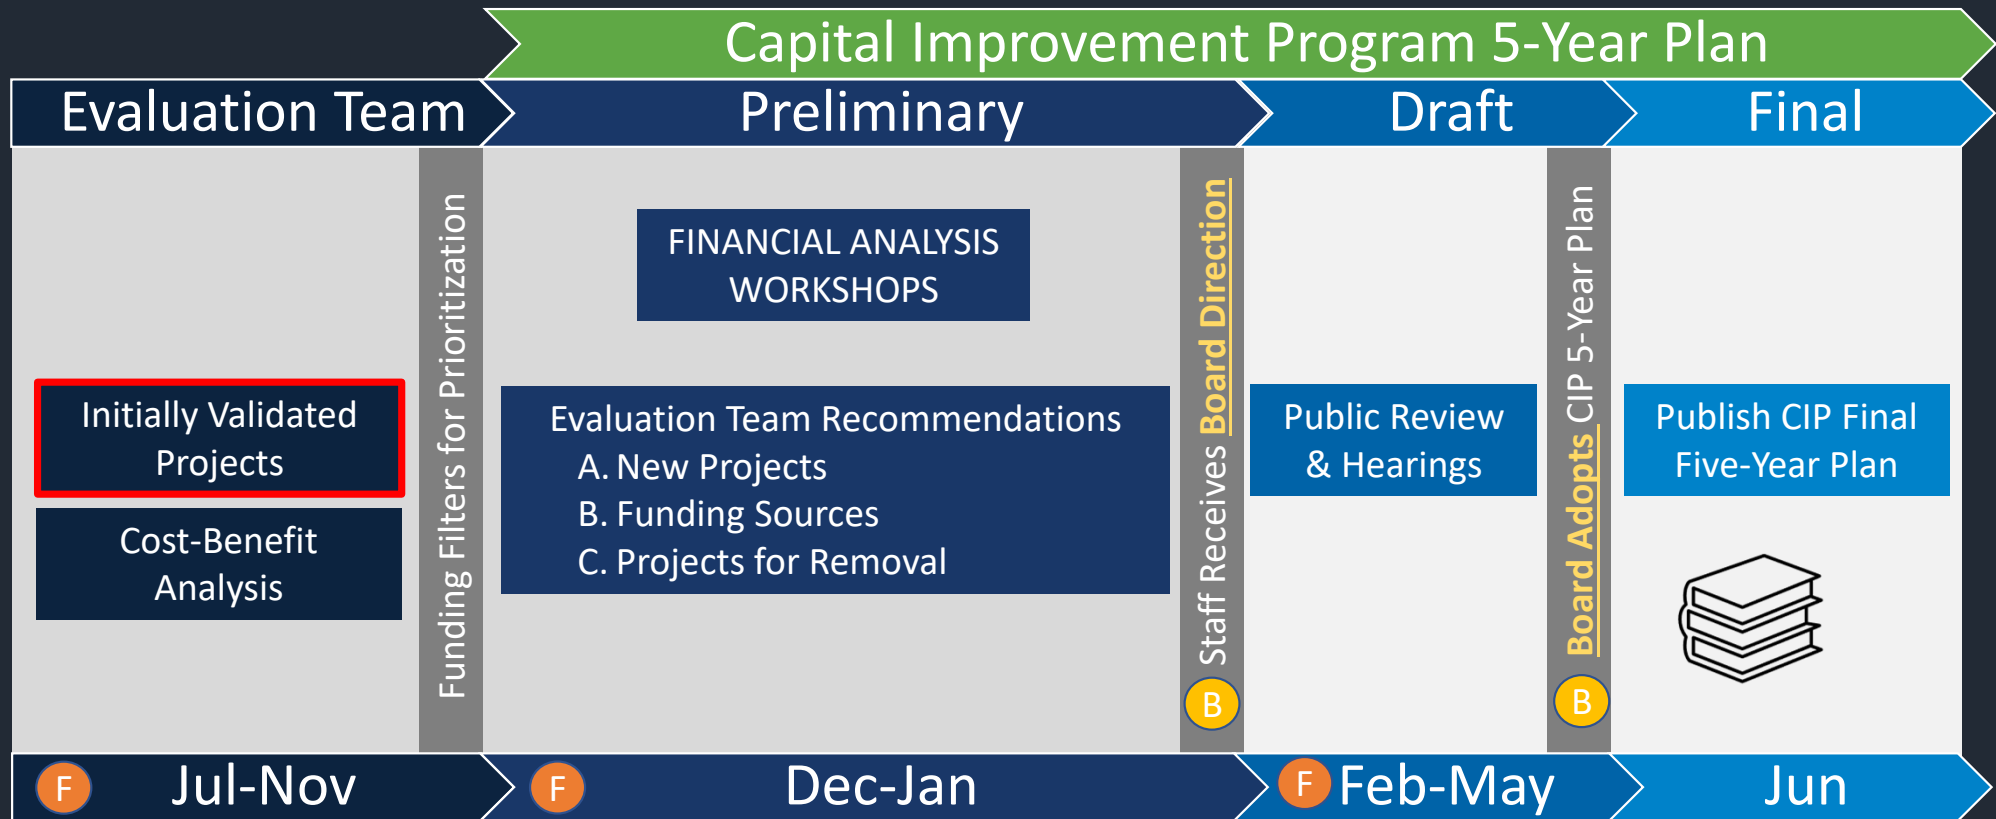 Capital Improvement Program 5-Year Plan
Evaluation Team
Preliminary
Draft
Final
Initially Validated
Projects
Cost-Benefit
Analysis
Funding Filters for Prioritization
FINANCIAL ANALYSIS
WORKSHOPS
Evaluation Team Recommendations
A. New Projects
B. Funding Sources
C. Projects for Removal
Staff Receives Board Direction
B
Public Review
& Hearings
Board Adopts CIP 5-Year Plan
B
Publish CIP Final
Five-Year Plan
F
Jul-Nov
F
Dec-Jan
F
Feb-May
Jun